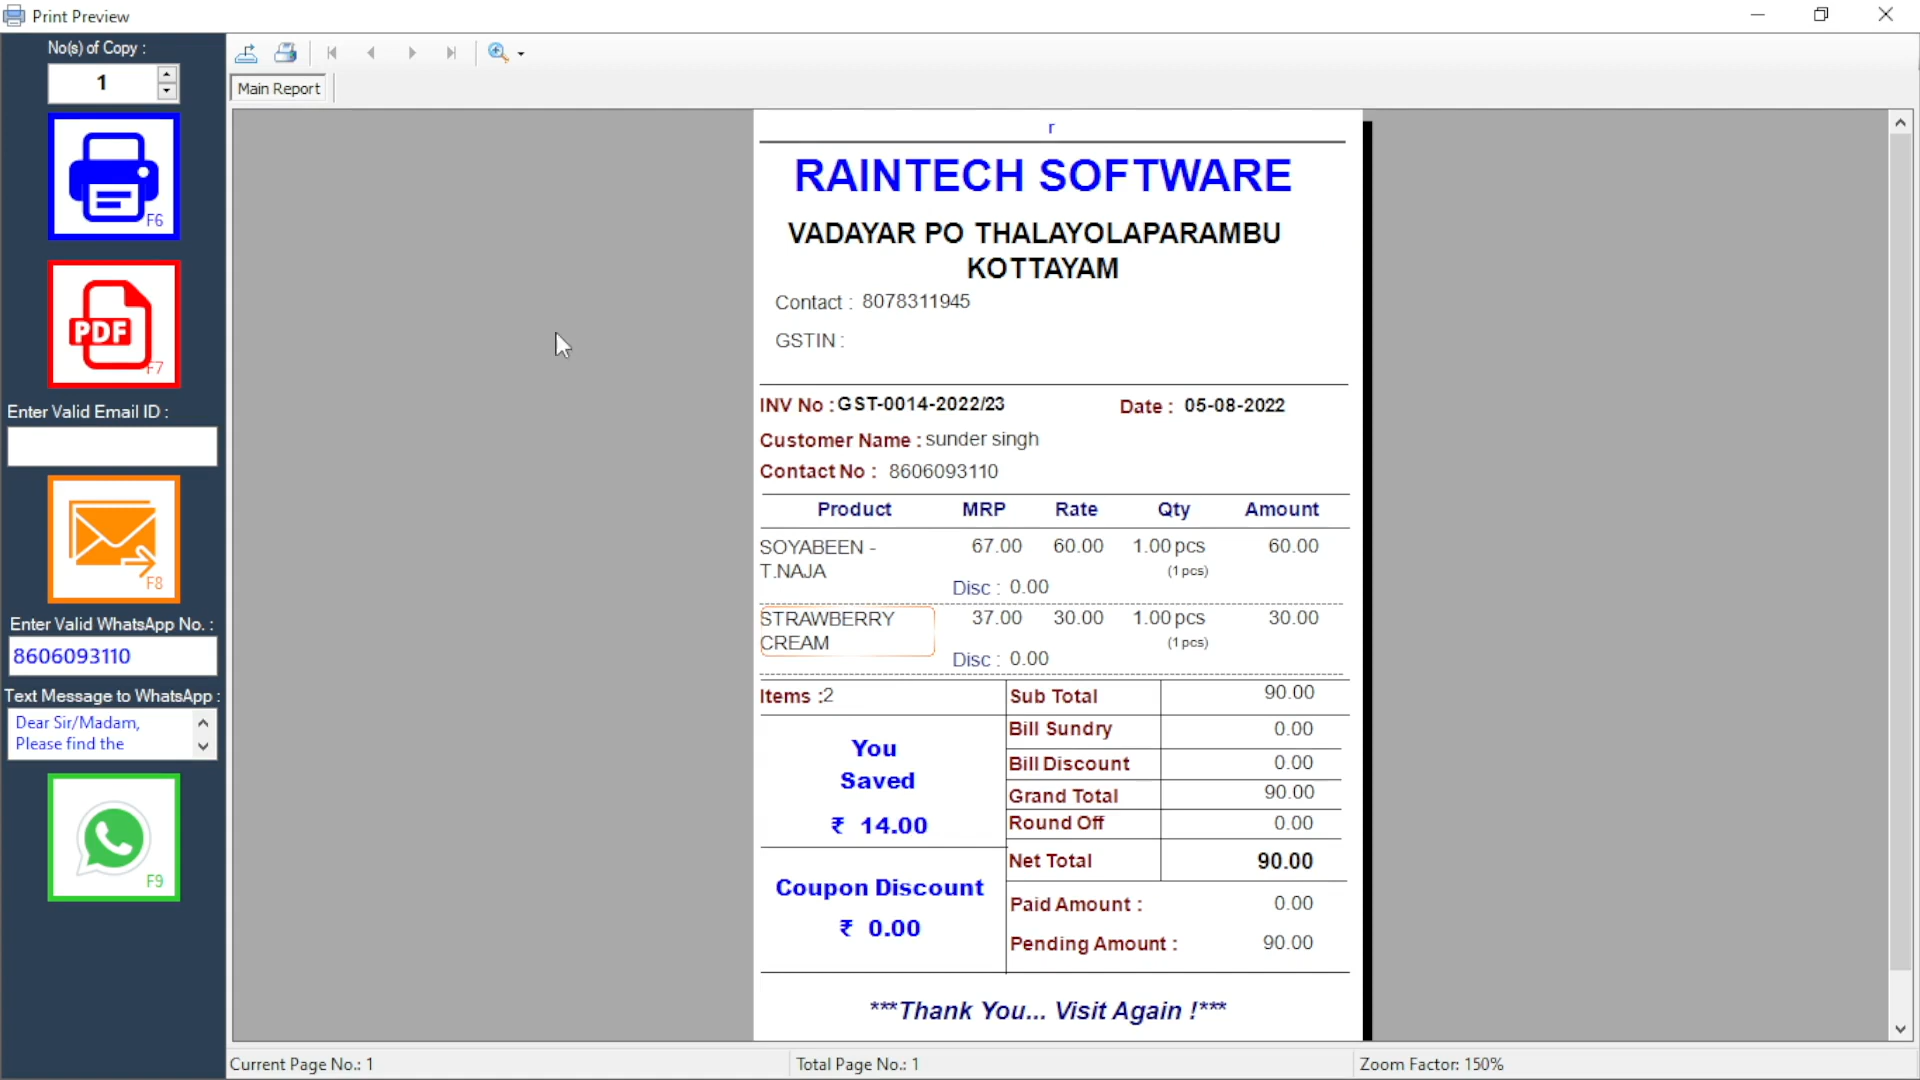 Print Preview
No(s) of Copy :
1
F6
PDF
F7
Enter Valid Email ID :
F8
Enter Valid WhatsApp No. :
8606093110
Text Message to WhatsApp :
Dear Sir/Madam,
Please find the
F9
Main Report
r
RAINTECH SOFTWARE
VADAYAR PO THALAYOLAPARAMBU
KOTTAYAM
Contact : 8078311945
GSTIN :
INV No : GST-0014-2022/23 Date : 05-08-2022
Customer Name : sunder singh
Contact No : 8606093110
Product MRP Rate Qty Amount
SOYABEEN - 67.00 60.00 1.00 pcs 60.00
T.NAJA (1 pcs)
Disc : 0.00
STRAWBERRY 37.00 30.00 1.00 pcs 30.00
CREAM (1 pcs)
Disc : 0.00
Items :2
You
Saved
₹ 14.00
Coupon Discount
₹ 0.00
Sub Total 90.00
Bill Sundry 0.00
Bill Discount 0.00
Grand Total 90.00
Round Off 0.00
Net Total 90.00
Paid Amount : 0.00
Pending Amount : 90.00
***Thank You... Visit Again !***
Current Page No.: 1 Total Page No.: 1 Zoom Factor: 150%